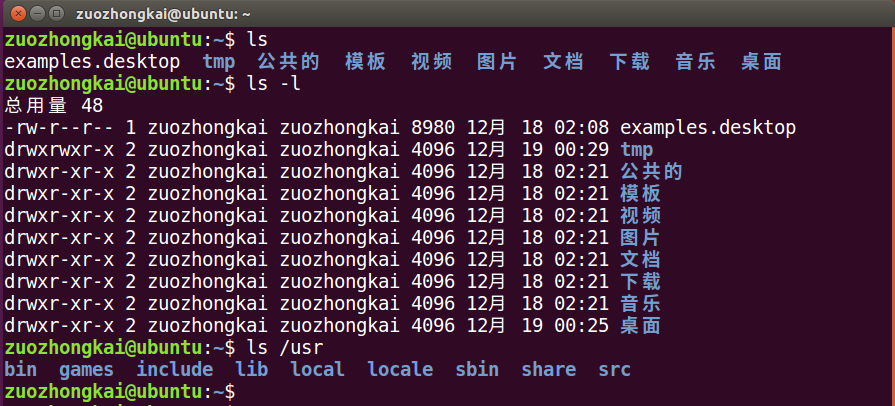 zuozhongkai@ubuntu: ~
zuozhongkai@ubuntu:~$ ls
examples.desktop  tmp  公共的  模板  视频  图片  文档  下载  音乐  桌面
zuozhongkai@ubuntu:~$ ls -l
总用量 48
-rw-r--r-- 1 zuozhongkai zuozhongkai 8980 12月 18 02:08 examples.desktop
drwxrwxr-x 2 zuozhongkai zuozhongkai 4096 12月 19 00:29 tmp
drwxr-xr-x 2 zuozhongkai zuozhongkai 4096 12月 18 02:21 公共的
drwxr-xr-x 2 zuozhongkai zuozhongkai 4096 12月 18 02:21 模板
drwxr-xr-x 2 zuozhongkai zuozhongkai 4096 12月 18 02:21 视频
drwxr-xr-x 2 zuozhongkai zuozhongkai 4096 12月 18 02:21 图片
drwxr-xr-x 2 zuozhongkai zuozhongkai 4096 12月 18 02:21 文档
drwxr-xr-x 2 zuozhongkai zuozhongkai 4096 12月 18 02:21 下载
drwxr-xr-x 2 zuozhongkai zuozhongkai 4096 12月 18 02:21 音乐
drwxr-xr-x 2 zuozhongkai zuozhongkai 4096 12月 19 00:25 桌面
zuozhongkai@ubuntu:~$ ls /usr
bin  games  include  lib  local  locale  sbin  share  src
zuozhongkai@ubuntu:~$